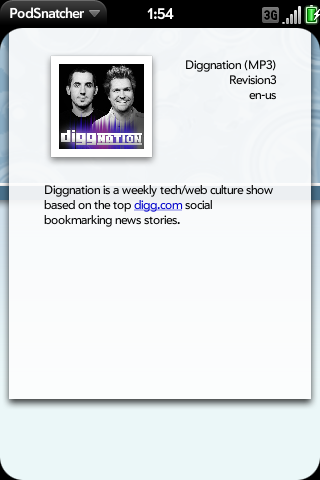 PodSnatcher 1:54 3G
diggnation
Diggnation (MP3)
Revision3
en-us
Diggnation is a weekly tech/web culture show
based on the top digg.com social
bookmarking news stories.